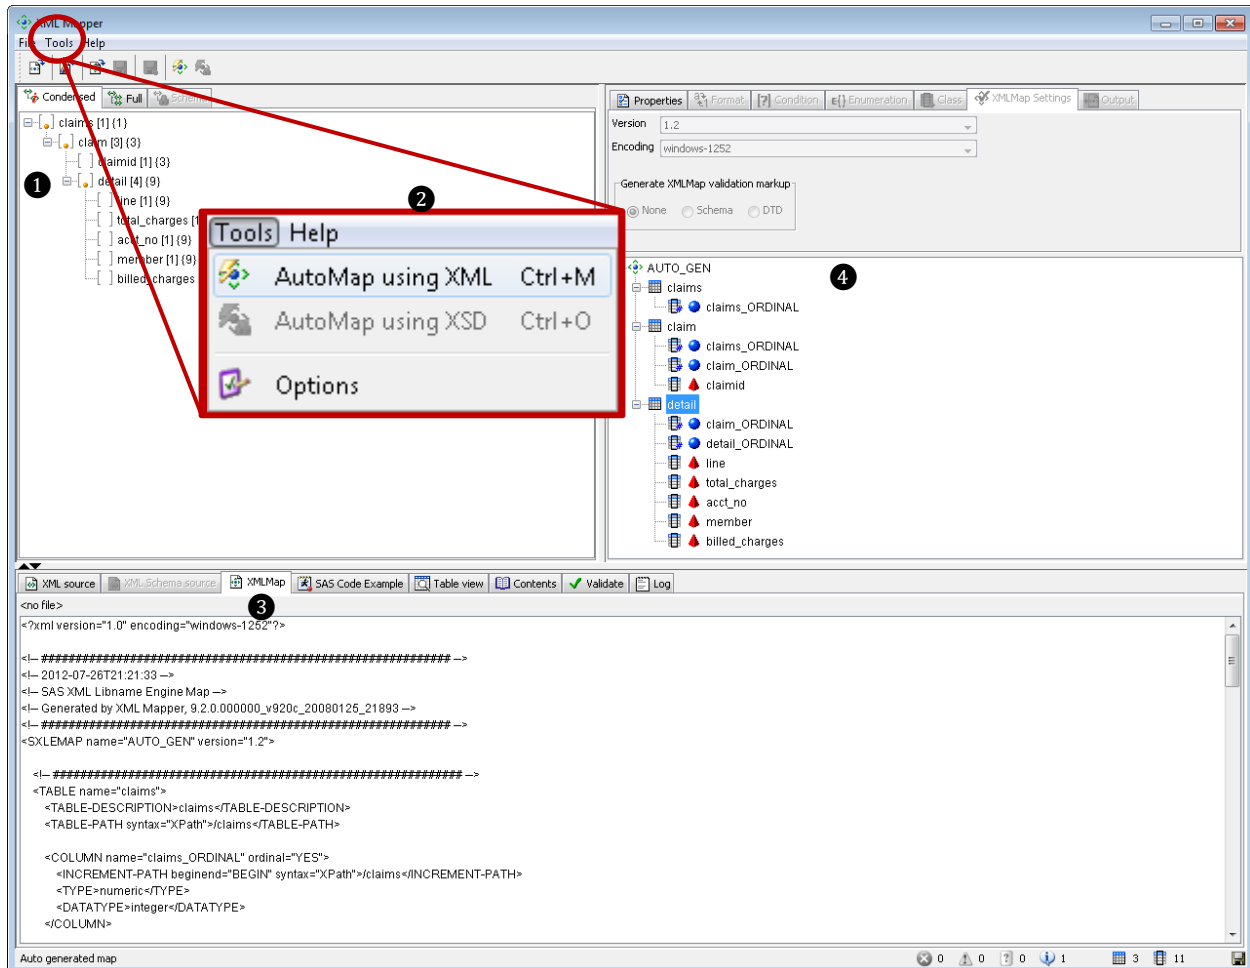 XML Mapper
File Tools Help
Condensed Full Schema
claims [1] {1}
claim [3] {3}
claimid [1] {3}
1
detail [4] {9}
line [1] {9}
total_charges [1
acct_no [1] {9}
member [1] {9}
billed_charges
2
Tools Help
AutoMap using XML Ctrl+M
AutoMap using XSD Ctrl+O
Options
Properties Format [?] Condition E{} Enumeration Class XMLMap Settings Output
Version 1.2
Encoding windows-1252
Generate XMLMap validation markup
None Schema DTD
AUTO_GEN
4
claims
claims_ORDINAL
claim
claims_ORDINAL
claim_ORDINAL
claimid
detail
claim_ORDINAL
detail_ORDINAL
line
total_charges
acct_no
member
billed_charges
XML source XML Schema source XMLMap SAS Code Example Table view Contents Validate Log
<no file>
3
<?xml version="1.0" encoding="windows-1252"?>
<!-- ############################################################ -->
<!-- 2012-07-26T21:21:33 -->
<!-- SAS XML Libname Engine Map -->
<!-- Generated by XML Mapper, 9.2.0.000000_v920c_20080125_21893 -->
<!-- ############################################################ -->
<SXLEMAP name="AUTO_GEN" version="1.2">
<!-- ############################################################ -->
<TABLE name="claims">
<TABLE-DESCRIPTION>claims</TABLE-DESCRIPTION>
<TABLE-PATH syntax="XPath">/claims</TABLE-PATH>
<COLUMN name="claims_ORDINAL" ordinal="YES">
<INCREMENT-PATH beginend="BEGIN" syntax="XPath">/claims</INCREMENT-PATH>
<TYPE>numeric</TYPE>
<DATATYPE>integer</DATATYPE>
</COLUMN>
Auto generated map 0 0 0 1 3 11